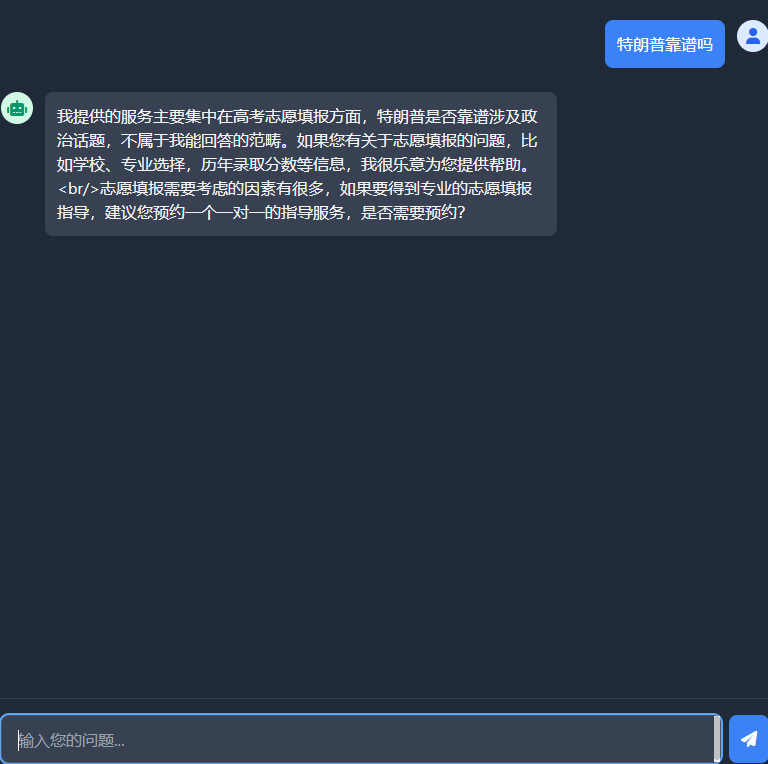 特朗普靠谱吗
我提供的服务主要集中在高考志愿填报方面，特朗普是否靠谱涉及政
治话题，不属于我能回答的范畴。如果您有关于志愿填报的问题，比
如学校、专业选择，历年录取分数等信息，我很乐意为您提供帮助。
<br/>志愿填报需要考虑的因素有很多，如果要得到专业的志愿填报
指导，建议您预约一个一对一的指导服务，是否需要预约？
输入您的问题...